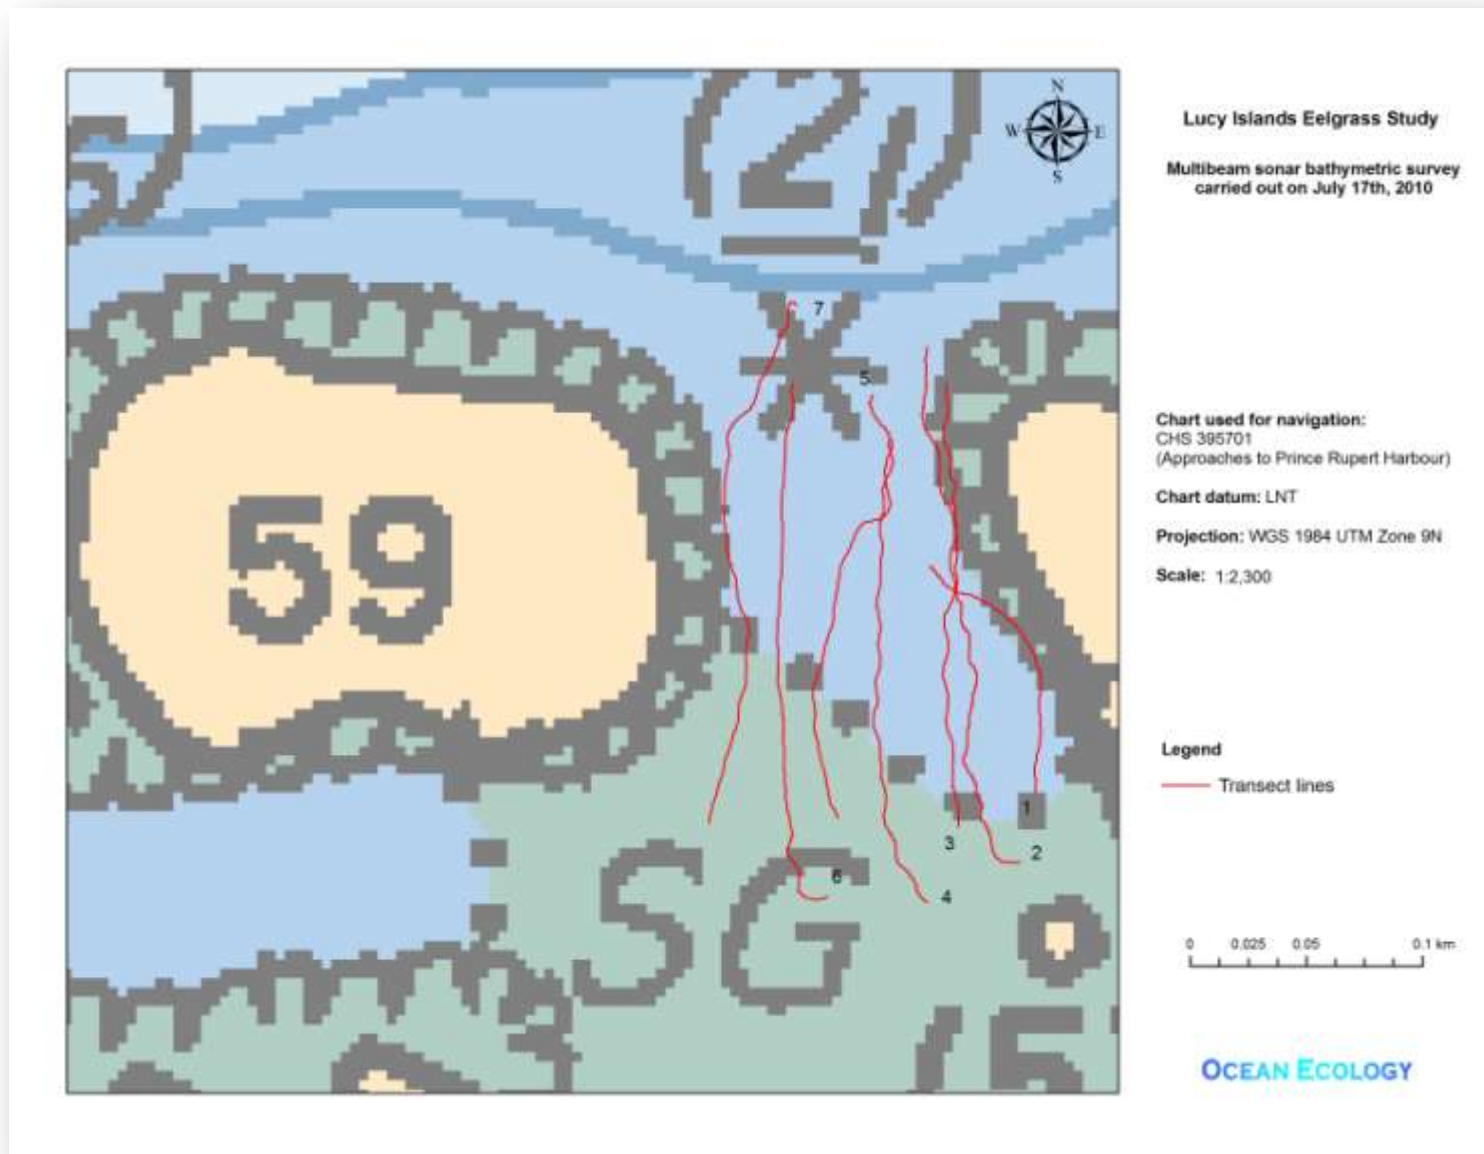 (2)
N
W E
S
7
5
59
1
3
2
6
4
SG
(5
Lucy Islands Eelgrass Study
Multibeam sonar bathymetric survey
carried out on July 17th, 2010
Chart used for navigation:
CHS 395701
(Approaches to Prince Rupert Harbour)
Chart datum: LNT
Projection: WGS 1984 UTM Zone 9N
Scale: 1:2,300
Legend
Transect lines
0 0.025 0.05 0.1 km
OCEAN ECOLOGY